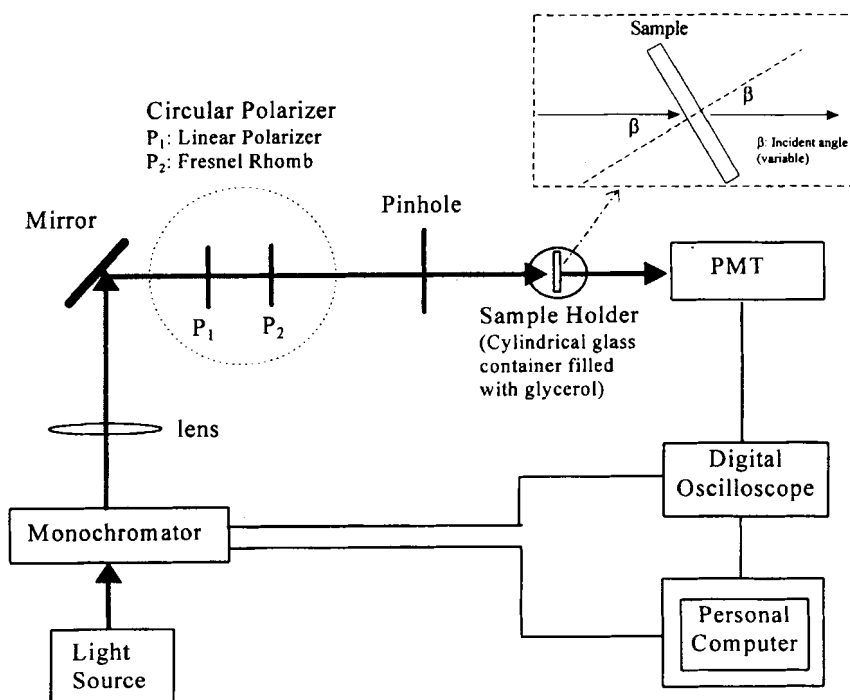 Sample
β
β
β: Incident angle
(variable)
Circular Polarizer
P₁: Linear Polarizer
P₂: Fresnel Rhomb
Mirror
Pinhole
PMT
P₁
P₂
Sample Holder
(Cylindrical glass
container filled
with glycerol)
lens
Digital
Oscilloscope
Monochromator
Personal
Computer
Light
Source